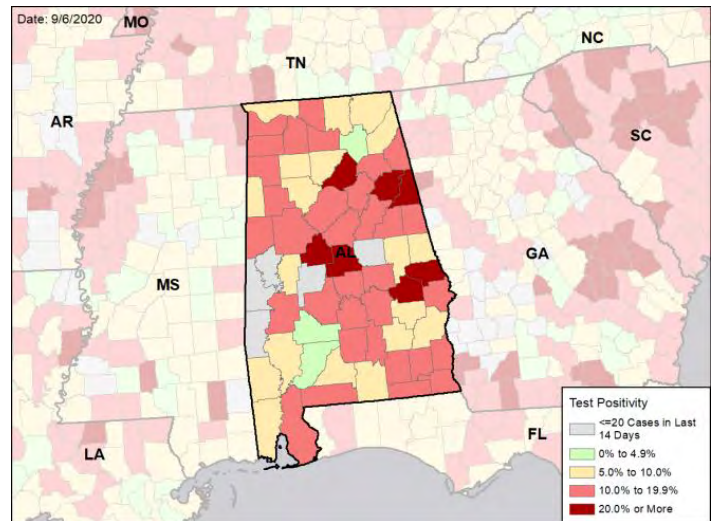 Date: 9/6/2020
MO
NC
TN
AR
SC
AL
GA
MS
LA
FL
Test Positivity
<=20 Cases in Last
14 Days
0% to 4.9%
5.0% to 10.0%
10.0% to 19.9%
20.0% or More